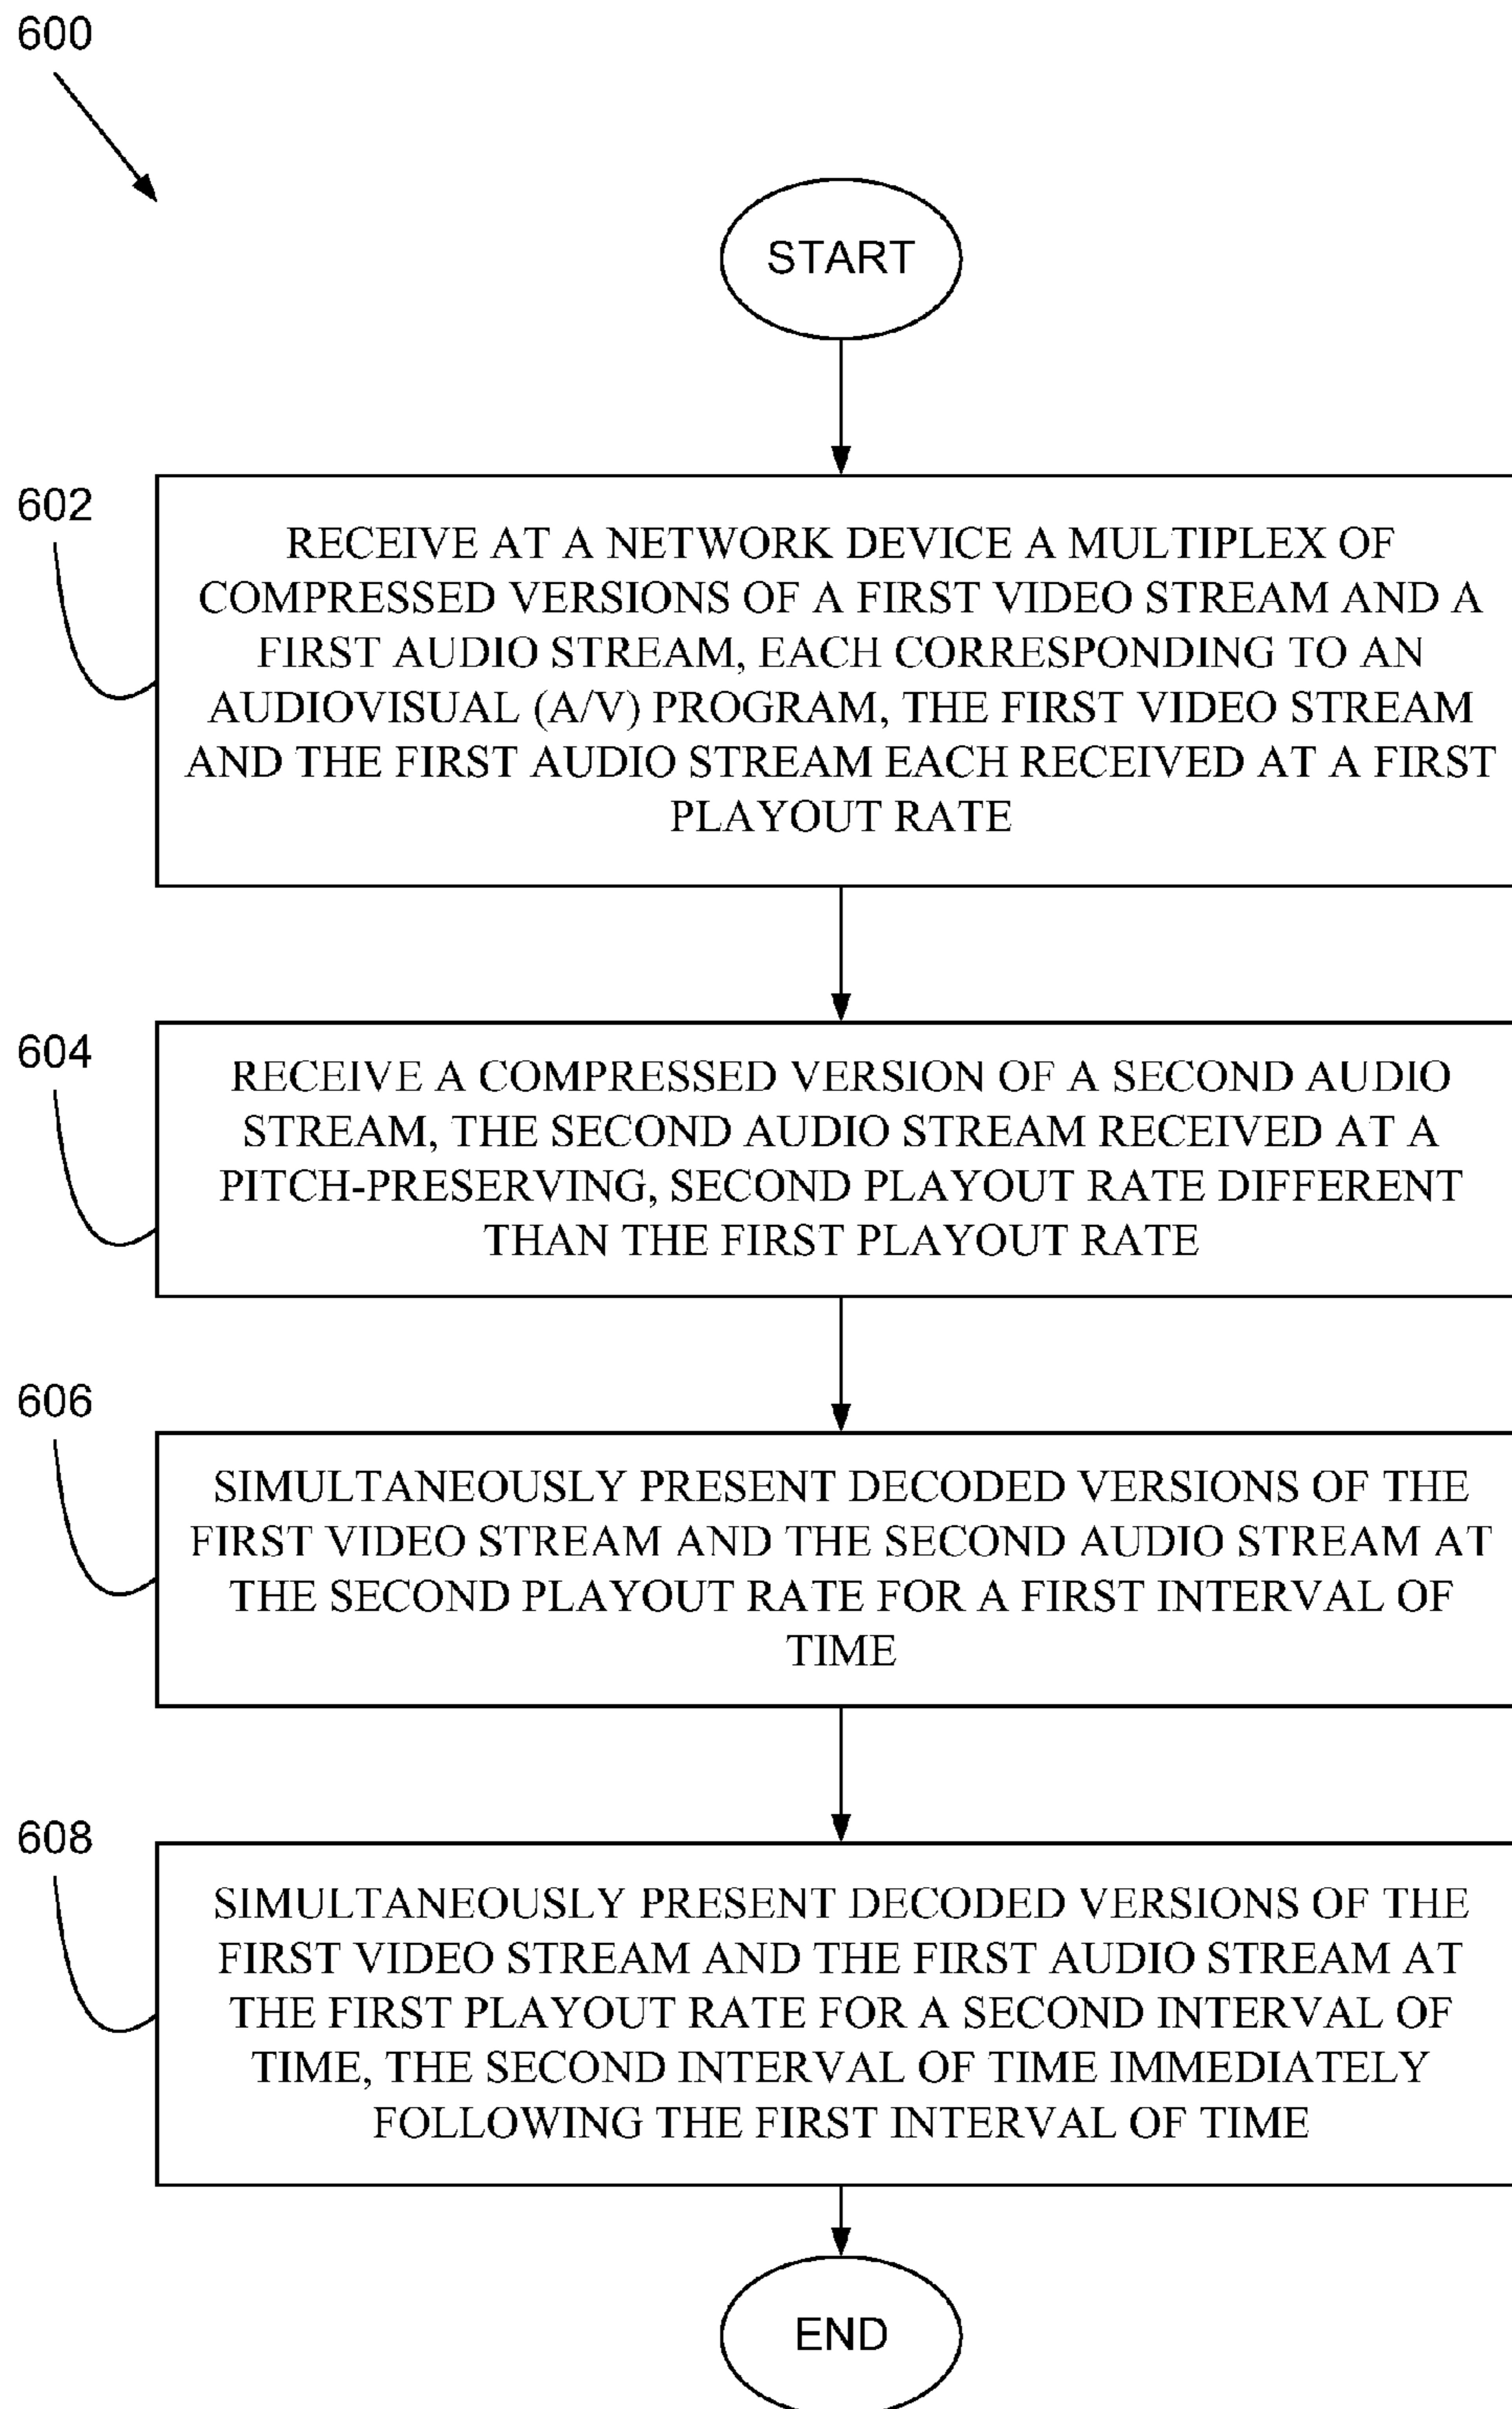 600
START
602
RECEIVE AT A NETWORK DEVICE A MULTIPLEX OF
COMPRESSED VERSIONS OF A FIRST VIDEO STREAM AND A
FIRST AUDIO STREAM, EACH CORRESPONDING TO AN
AUDIOVISUAL (A/V) PROGRAM, THE FIRST VIDEO STREAM
AND THE FIRST AUDIO STREAM EACH RECEIVED AT A FIRST
PLAYOUT RATE
604
RECEIVE A COMPRESSED VERSION OF A SECOND AUDIO
STREAM, THE SECOND AUDIO STREAM RECEIVED AT A
PITCH-PRESERVING, SECOND PLAYOUT RATE DIFFERENT
THAN THE FIRST PLAYOUT RATE
606
SIMULTANEOUSLY PRESENT DECODED VERSIONS OF THE
FIRST VIDEO STREAM AND THE SECOND AUDIO STREAM AT
THE SECOND PLAYOUT RATE FOR A FIRST INTERVAL OF
TIME
608
SIMULTANEOUSLY PRESENT DECODED VERSIONS OF THE
FIRST VIDEO STREAM AND THE FIRST AUDIO STREAM AT
THE FIRST PLAYOUT RATE FOR A SECOND INTERVAL OF
TIME, THE SECOND INTERVAL OF TIME IMMEDIATELY
FOLLOWING THE FIRST INTERVAL OF TIME
END